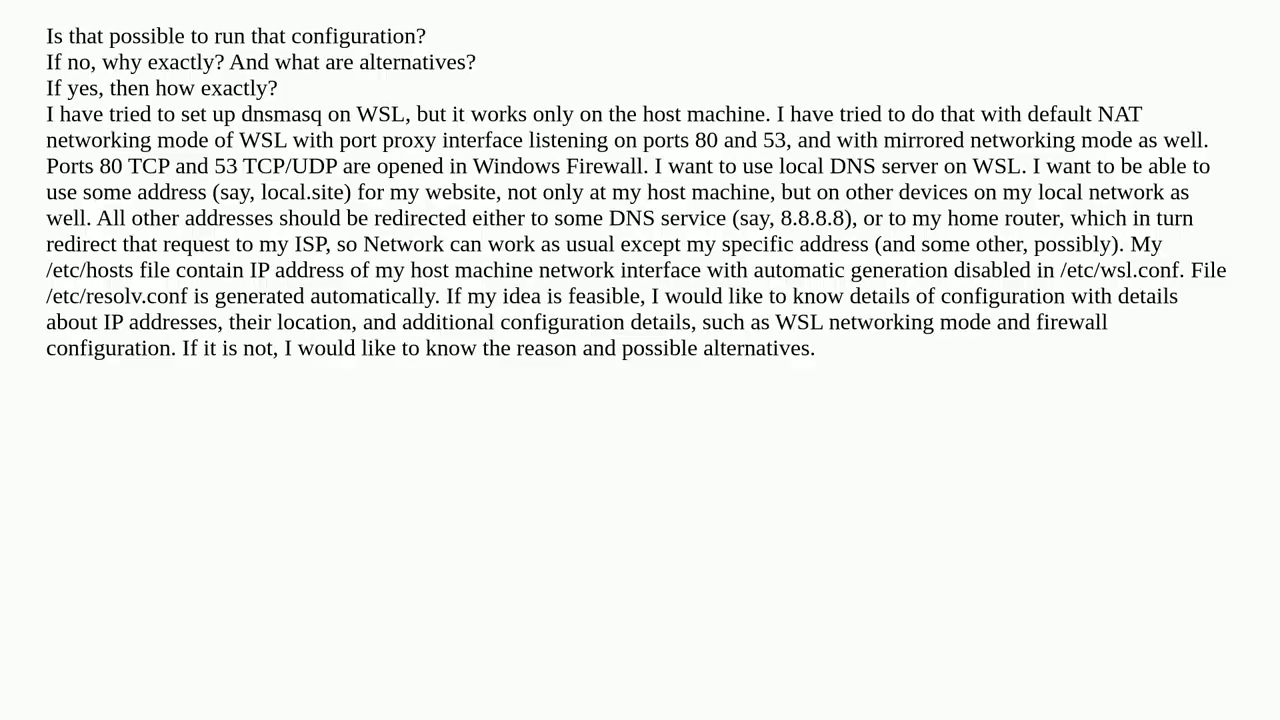 Is that possible to run that configuration?
If no, why exactly? And what are alternatives?
If yes, then how exactly?
I have tried to set up dnsmasq on WSL, but it works only on the host machine. I have tried to do that with default NAT
networking mode of WSL with port proxy interface listening on ports 80 and 53, and with mirrored networking mode as well.
Ports 80 TCP and 53 TCP/UDP are opened in Windows Firewall. I want to use local DNS server on WSL. I want to be able to
use some address (say, local.site) for my website, not only at my host machine, but on other devices on my local network as
well. All other addresses should be redirected either to some DNS service (say, 8.8.8.8), or to my home router, which in turn
redirect that request to my ISP, so Network can work as usual except my specific address (and some other, possibly). My
/etc/hosts file contain IP address of my host machine network interface with automatic generation disabled in /etc/wsl.conf. File
/etc/resolv.conf is generated automatically. If my idea is feasible, I would like to know details of configuration with details
about IP addresses, their location, and additional configuration details, such as WSL networking mode and firewall
configuration. If it is not, I would like to know the reason and possible alternatives.